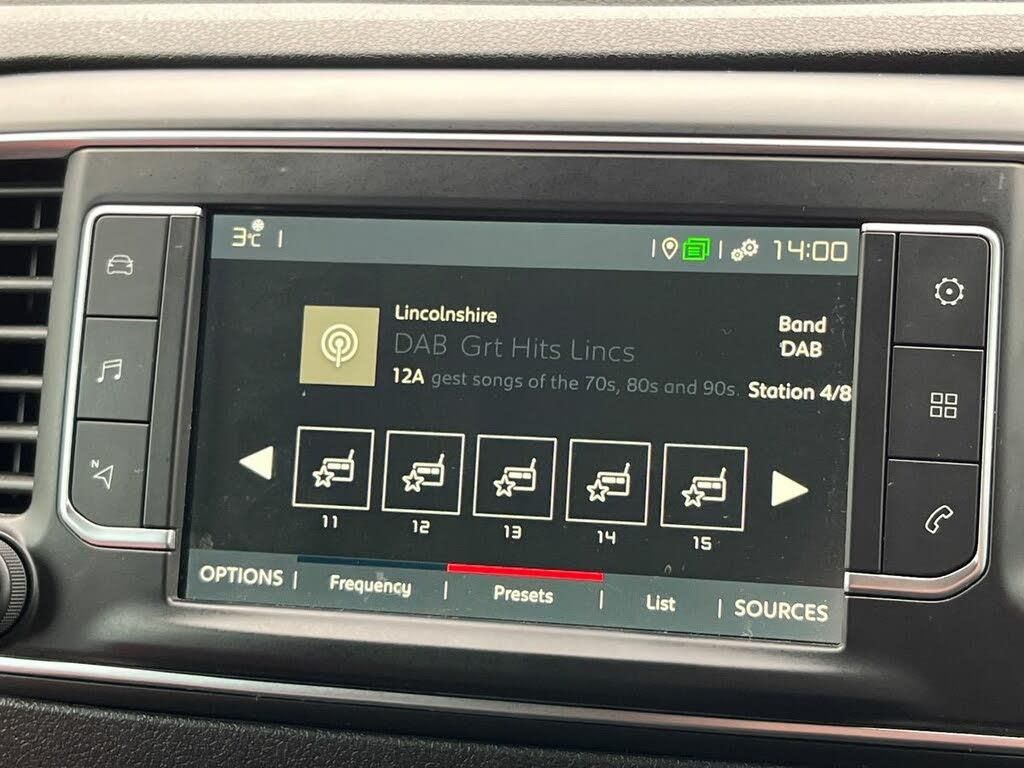 3°C
14:00
Lincolnshire
DAB Grt Hits Lincs
12A gest songs of the 70s, 80s and 90s.
Band
DAB
Station 4/8
11 12 13 14 15
OPTIONS Frequency Presets List SOURCES
N